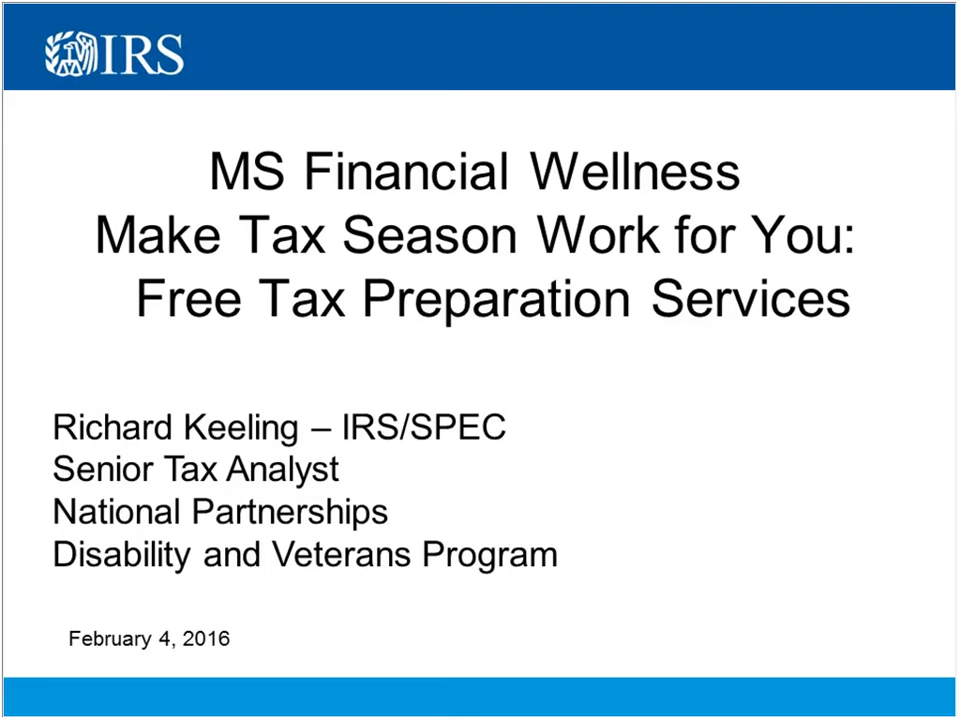 IRS
MS Financial Wellness
Make Tax Season Work for You:
Free Tax Preparation Services
Richard Keeling – IRS/SPEC
Senior Tax Analyst
National Partnerships
Disability and Veterans Program
February 4, 2016